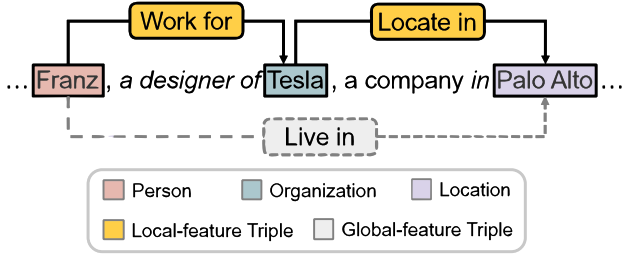 Work for Locate in
... Franz, a designer of Tesla, a company in Palo Alto ...
Live in
Person Organization Location
Local-feature Triple Global-feature Triple